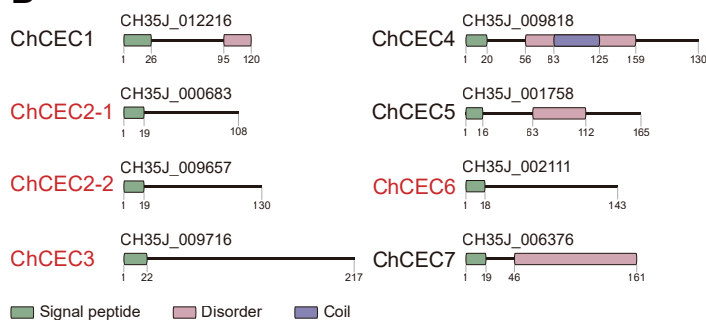 ChCEC1
CH35J_012216
1 26 95 120
ChCEC2-1
CH35J_000683
1 19 108
ChCEC2-2
CH35J_009657
1 19 130
ChCEC3
CH35J_009716
1 22 217
ChCEC4
CH35J_009818
1 20 56 83 125 159 130
ChCEC5
CH35J_001758
1 16 63 112 165
ChCEC6
CH35J_002111
1 18 143
ChCEC7
CH35J_006376
1 19 46 161
Signal peptide Disorder Coil